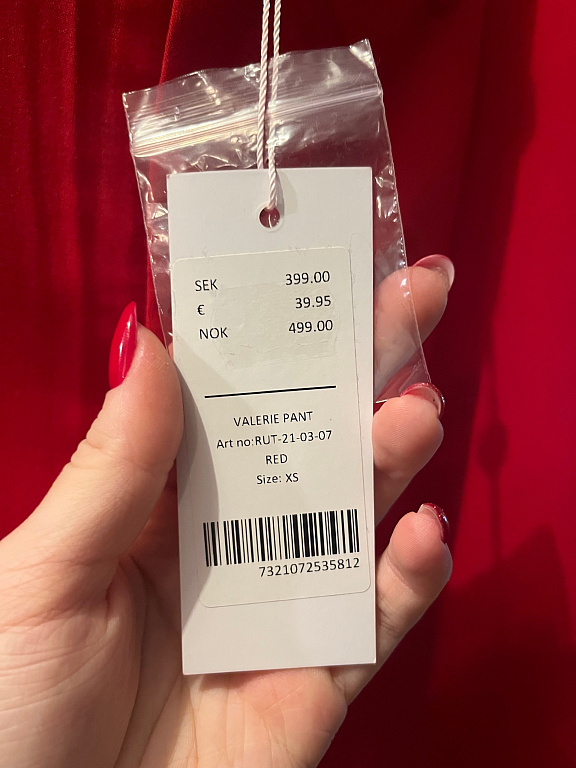 SEK 399.00
€ 39.95
NOK 499.00
VALERIE PANT
Art no:RUT-21-03-07
RED
Size: XS
7321072535812